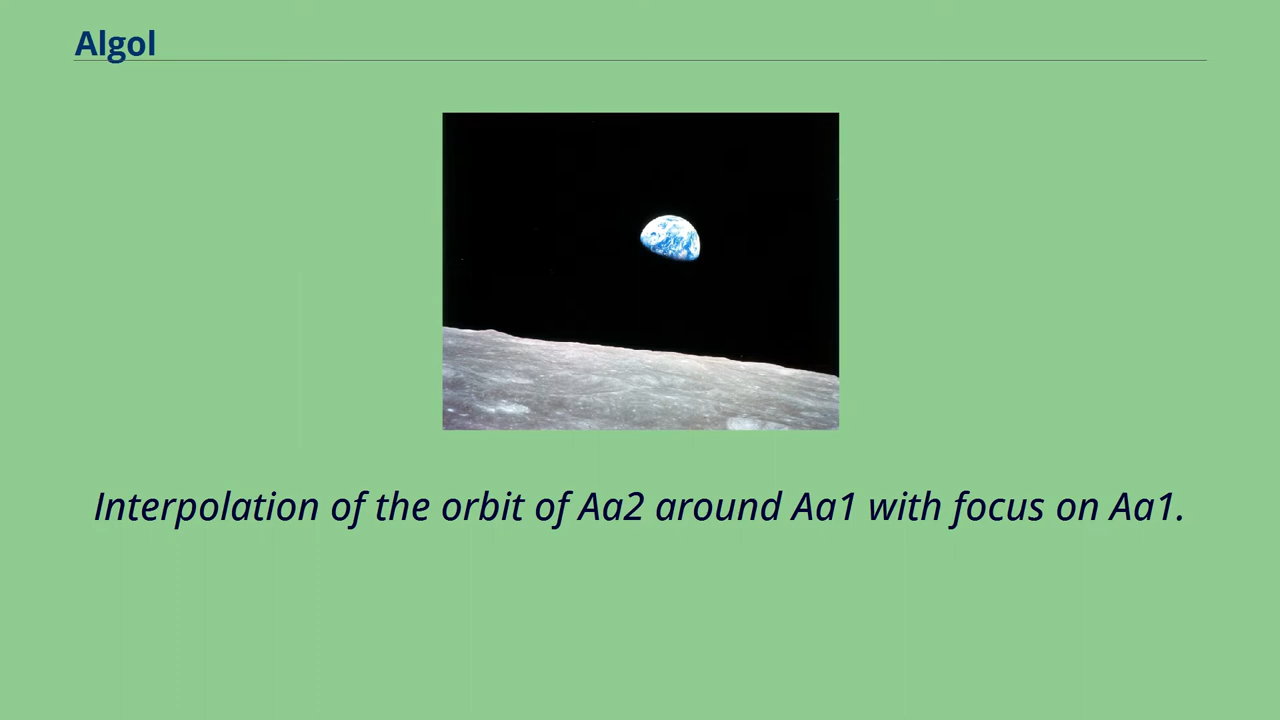 Algol
Interpolation of the orbit of Aa2 around Aa1 with focus on Aa1.